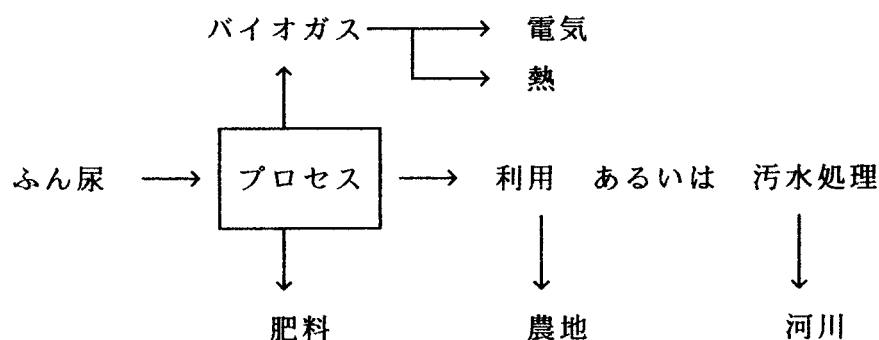 バイオガス 電気
熱
ふん尿 プロセス 利用 あるいは 汚水処理
肥料 農地 河川